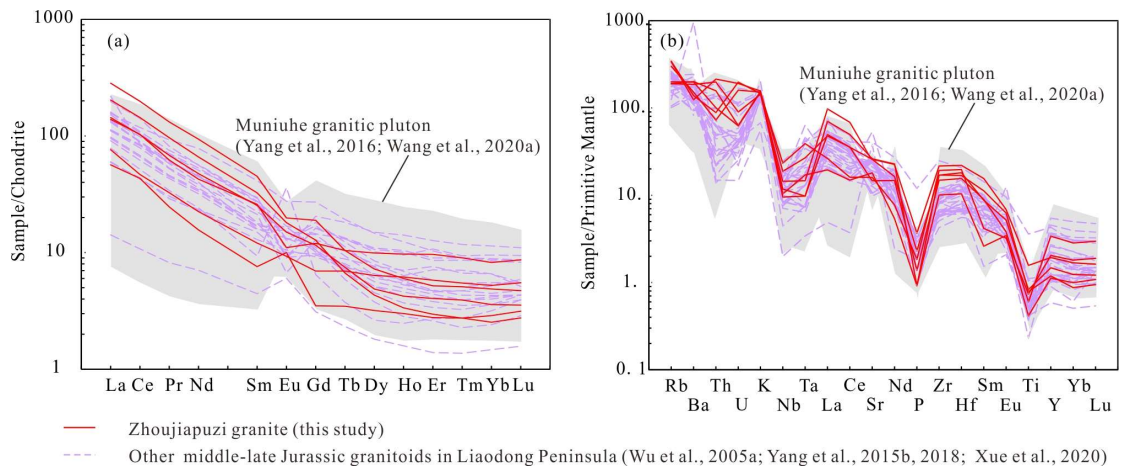 (a)
Sample/Chondrite
1000
100
10
1
Muniuhe granitic pluton
(Yang et al., 2016; Wang et al., 2020a)
La Ce Pr Nd Sm Eu Gd Tb Dy Ho Er Tm Yb Lu
(b)
Sample/Primitive Mantle
1000
100.
10.
1.
0. 1
Muniuhe granitic pluton
(Yang et al., 2016; Wang et al., 2020a)
Rb Th K Ta Ce Nd Zr Sm Ti Yb
Ba U Nb La Sr P Hf Eu Y Lu
Zhoujiapuzi granite (this study)
Other middle-late Jurassic granitoids in Liaodong Peninsula (Wu et al., 2005a; Yang et al., 2015b, 2018; Xue et al., 2020)